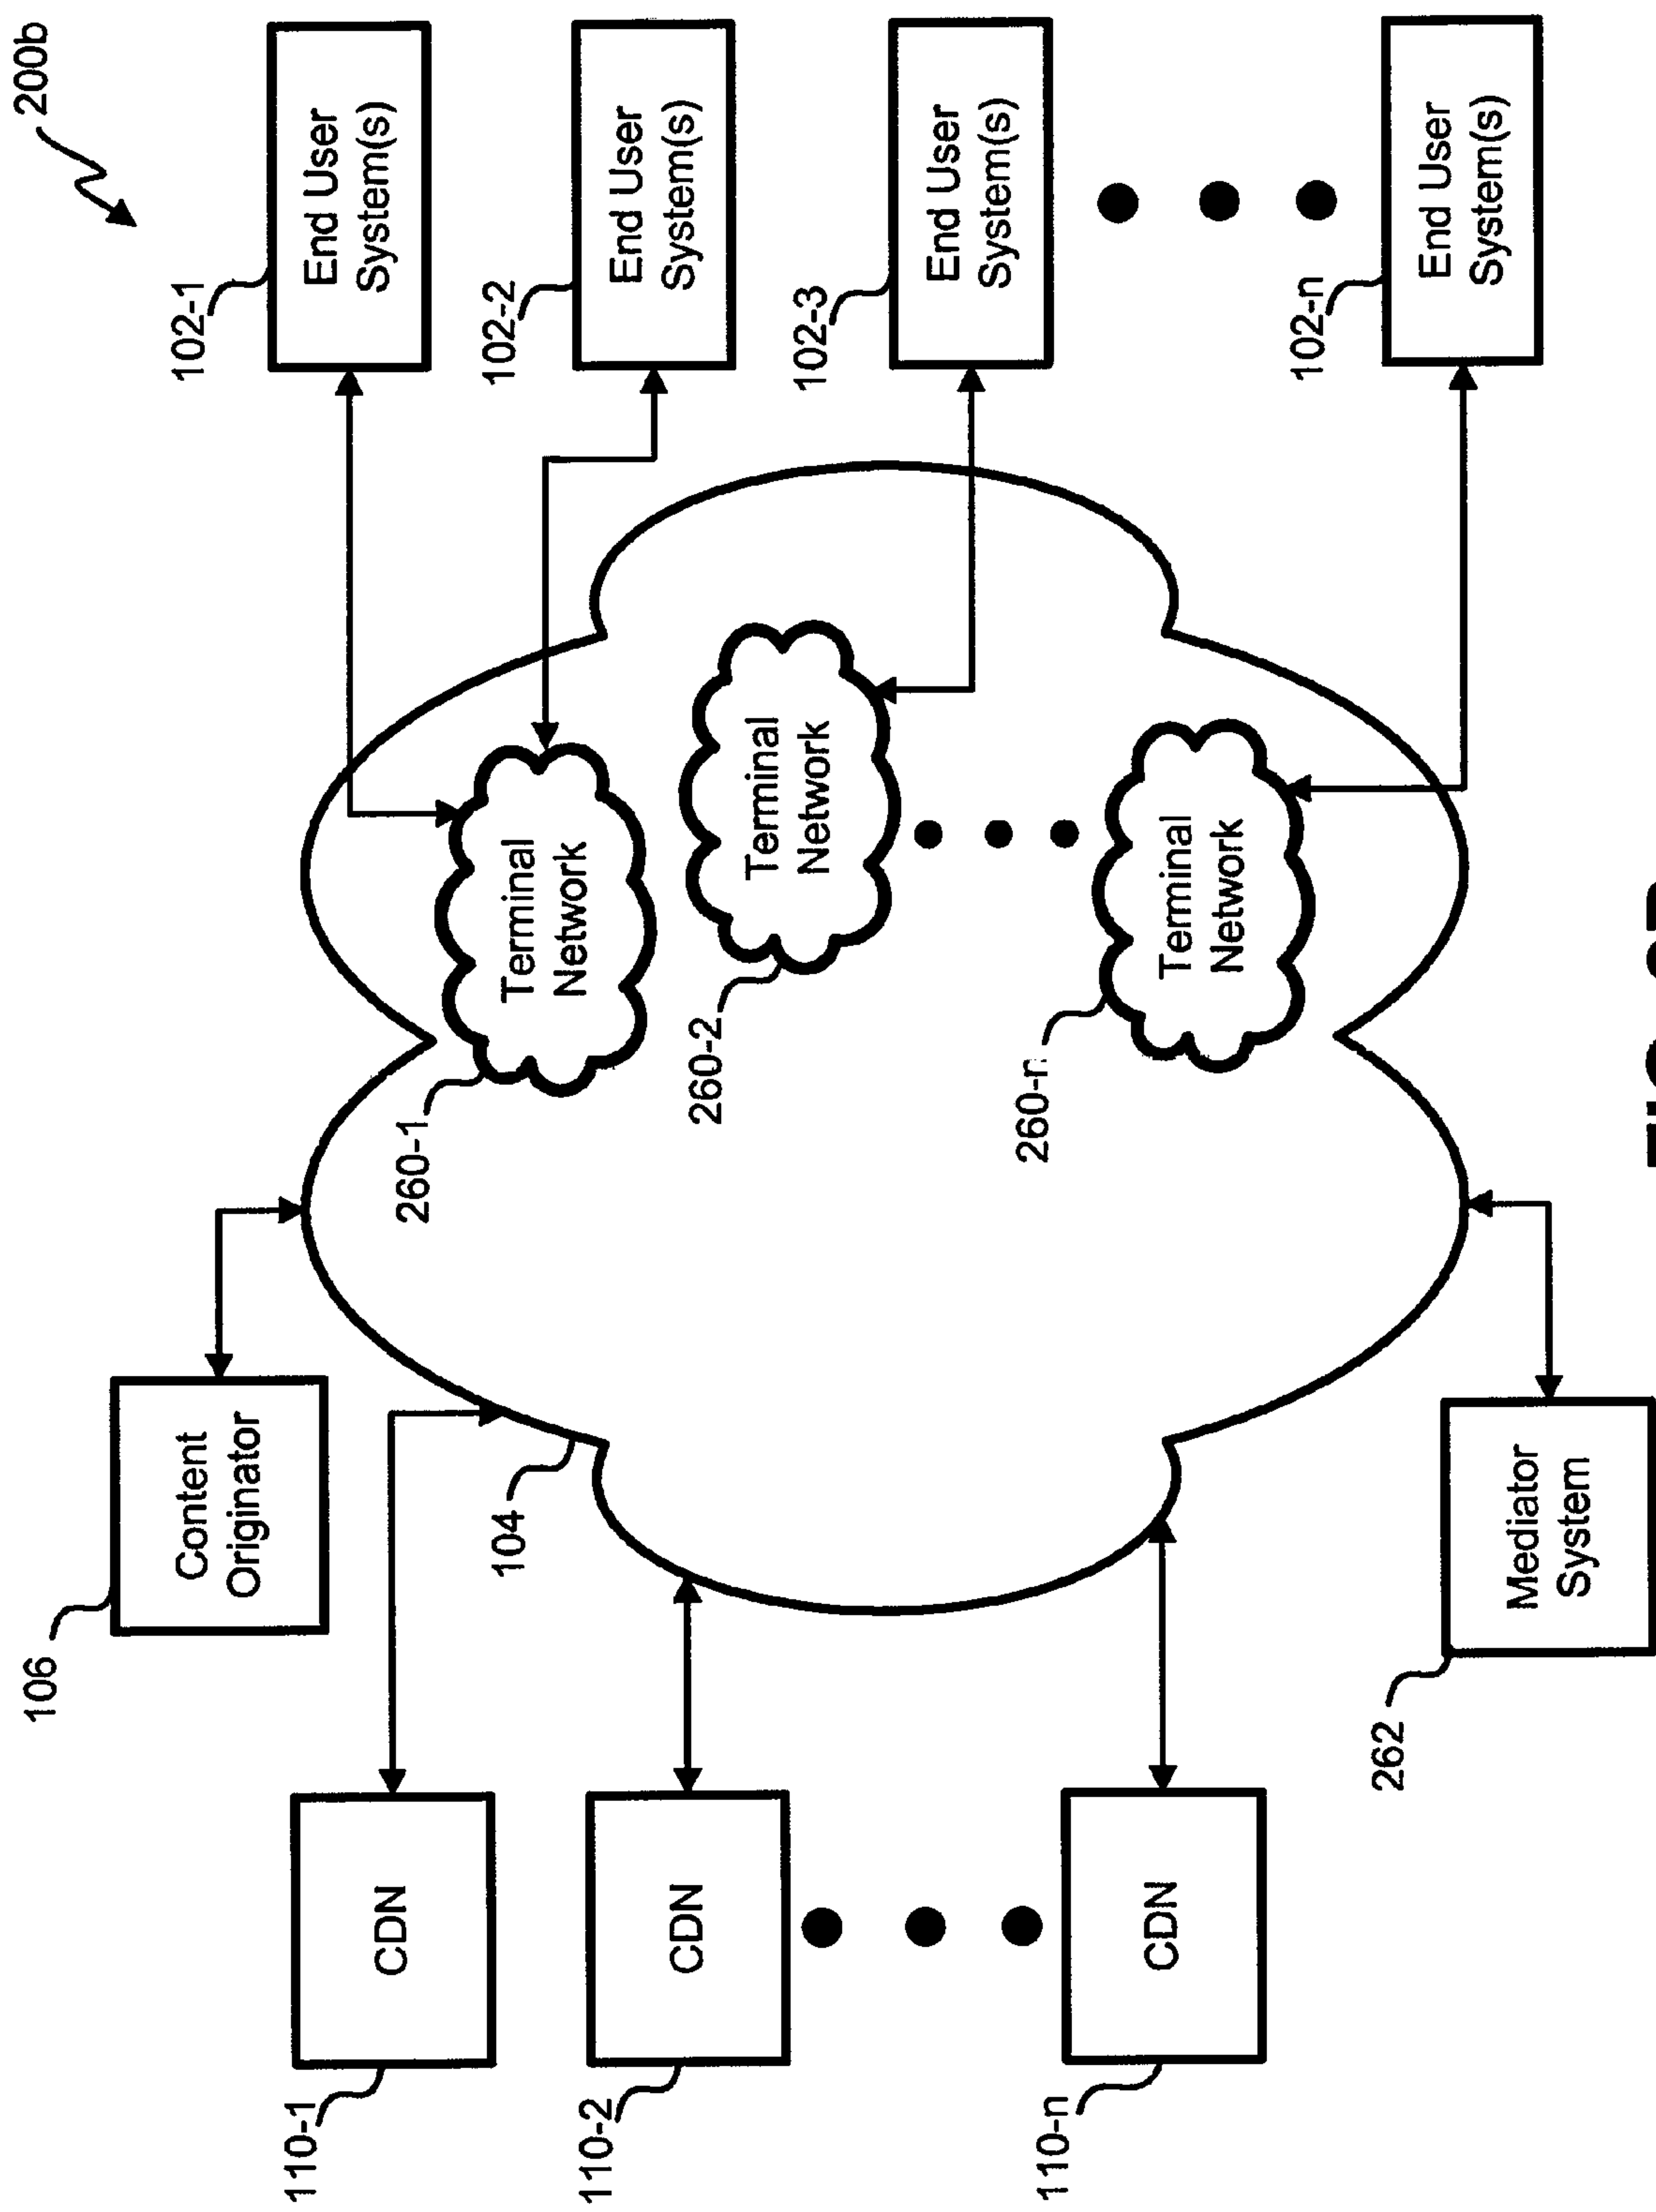 200b
106
Content
Originator
102-1
End User
System(s)
110-1
CDN
104
260-1
Terminal
Network
102-2
End User
System(s)
110-2
CDN
260-2
Terminal
Network
102-3
End User
System(s)
110-n
CDN
260-n
Terminal
Network
102-n
End User
System(s)
262
Mediator
System